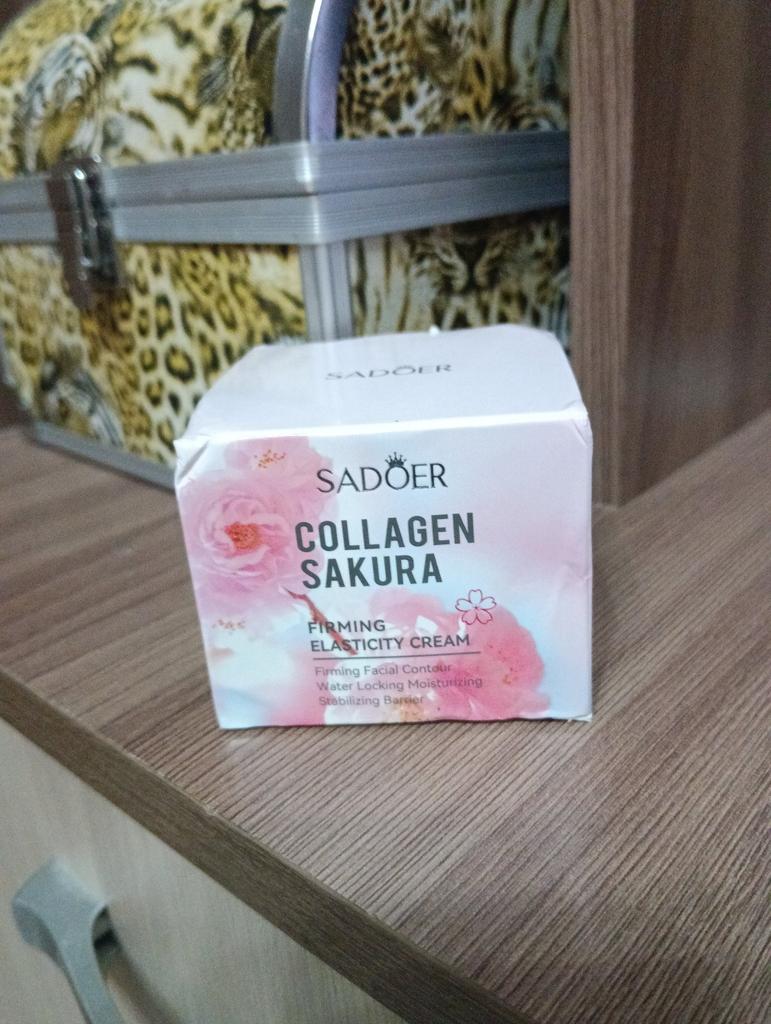 SADOER
SADOER
COLLAGEN
SAKURA
FIRMING
ELASTICITY CREAM
Firming Facial Contour
Water Locking Moisturizing
Stabilizing Barrier